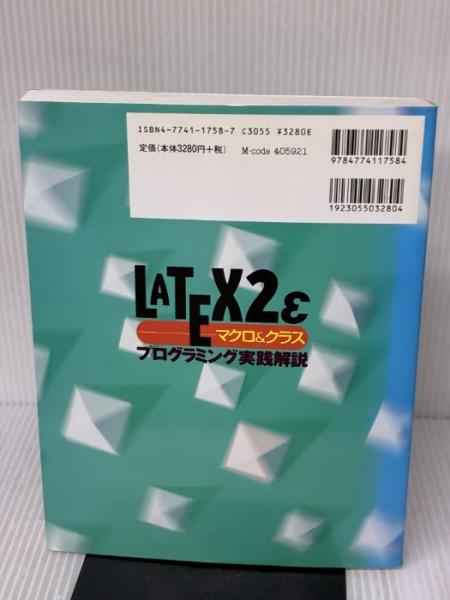 ISBN4-7741-1758-7 C3055 ¥3280E
定価(本体3280円+税) M-code 405921
9784774117584
1923055032804
LATEX2ε
マクロ&クラス
プログラミング実践解説